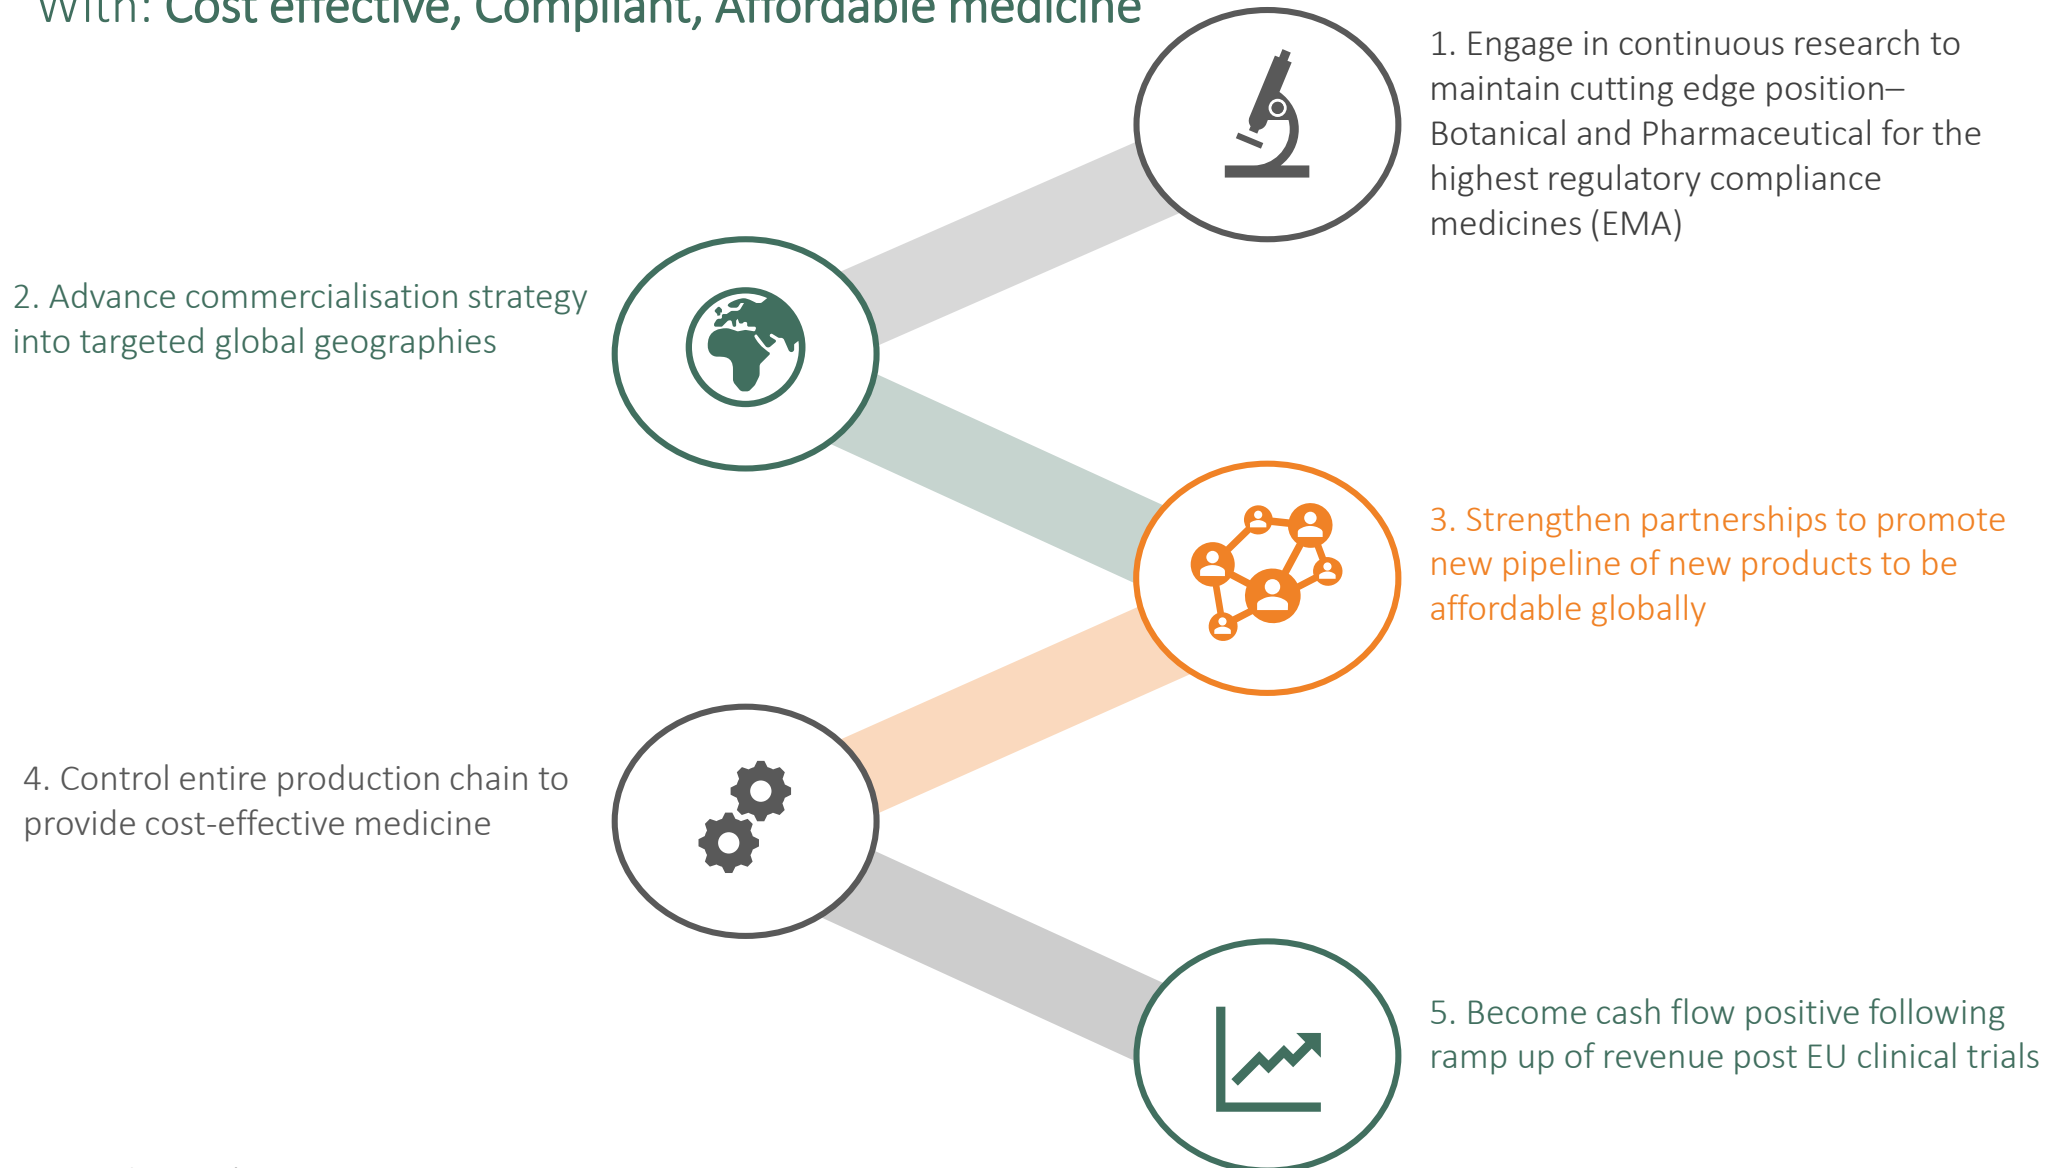 With: Cost effective, Compliant, Affordable medicine
1. Engage in continuous research to
maintain cutting edge position–
Botanical and Pharmaceutical for the
highest regulatory compliance
medicines (EMA)
2. Advance commercialisation strategy
into targeted global geographies
3. Strengthen partnerships to promote
new pipeline of new products to be
affordable globally
4. Control entire production chain to
provide cost-effective medicine
5. Become cash flow positive following
ramp up of revenue post EU clinical trials